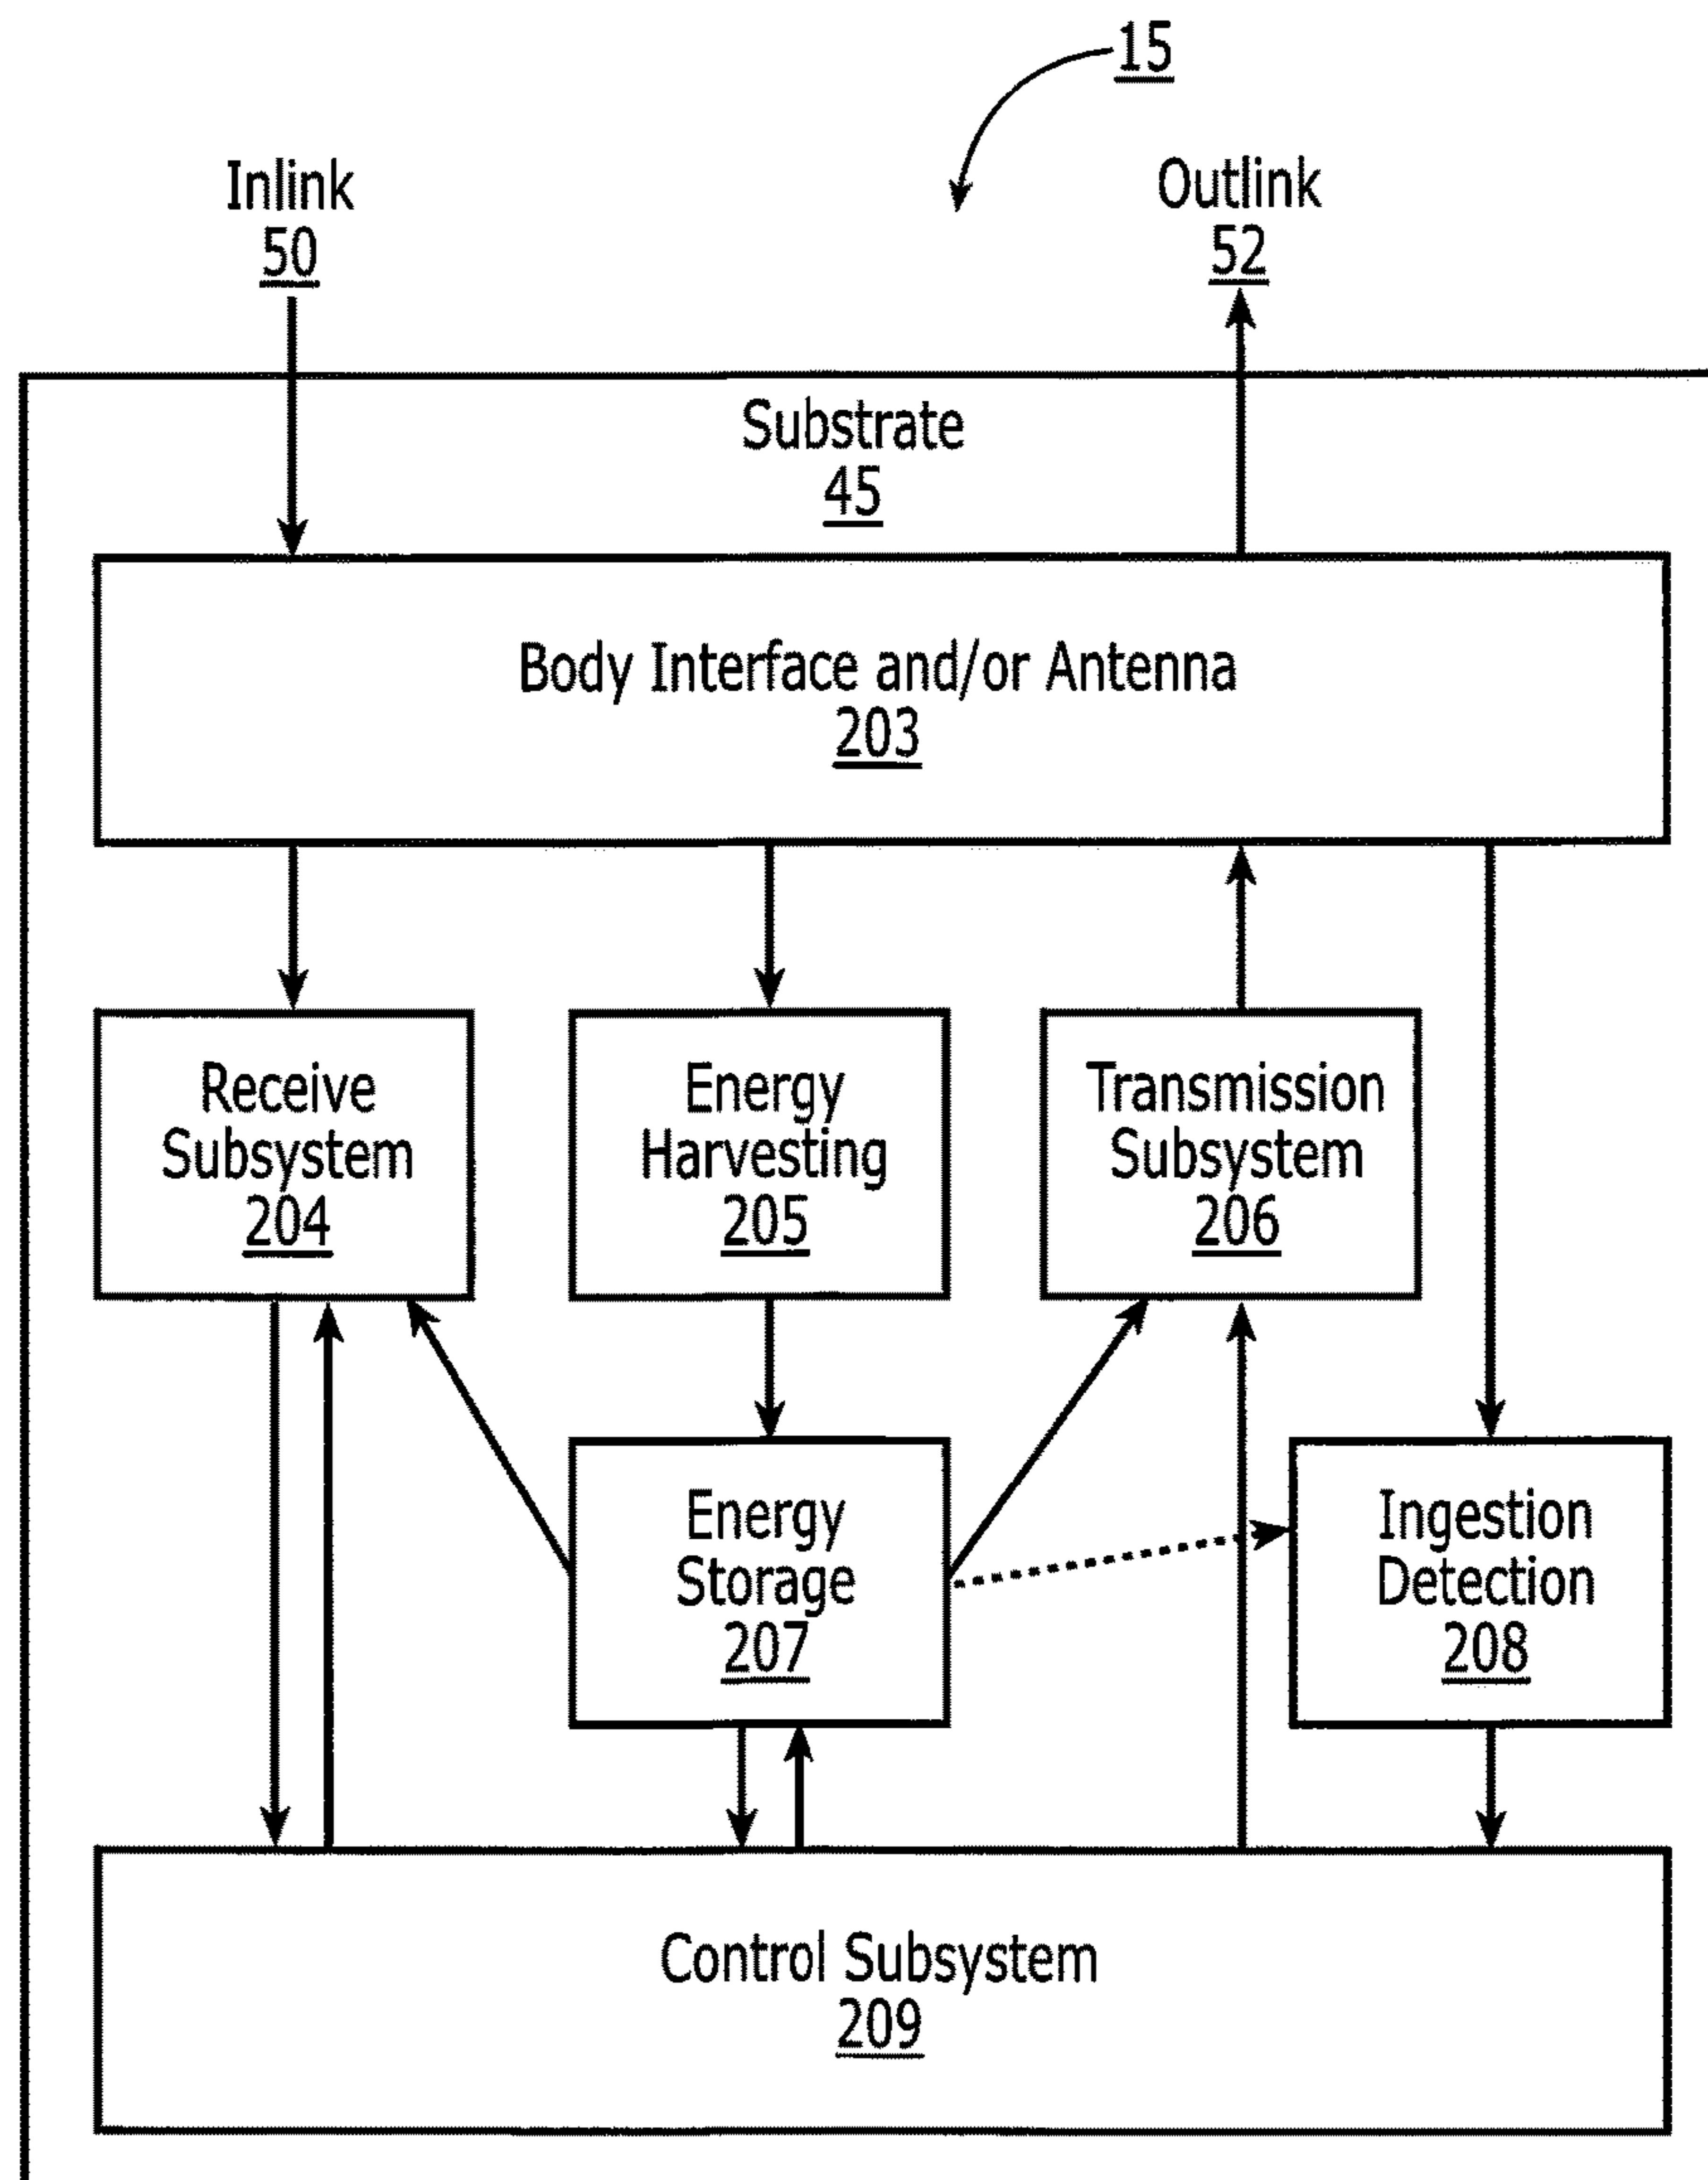 15
Inlink
50
Outlink
52
Substrate
45
Body Interface and/or Antenna
203
Receive
Subsystem
204
Energy
Harvesting
205
Transmission
Subsystem
206
Energy
Storage
207
Ingestion
Detection
208
Control Subsystem
209